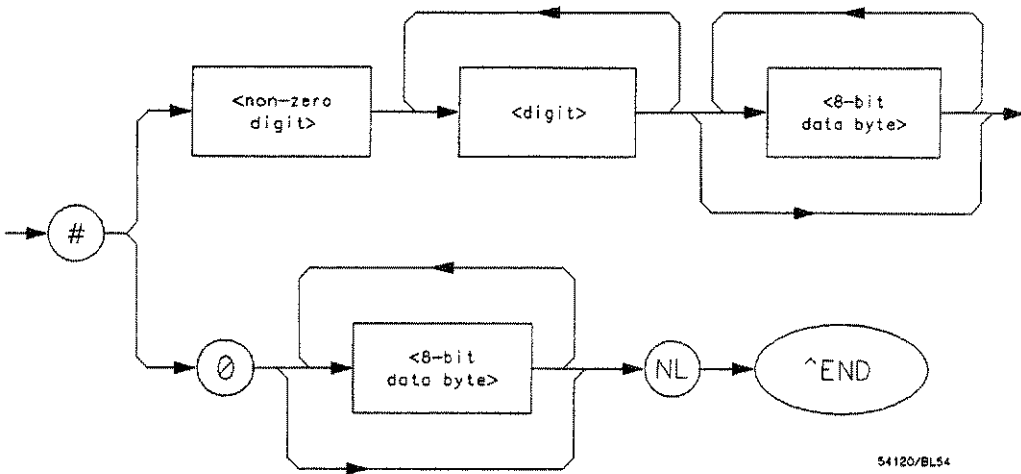 <non-zero
digit>
<digit>
<8-bit
data byte>
#
0
<8-bit
data byte>
NL
^END
54120/BL54